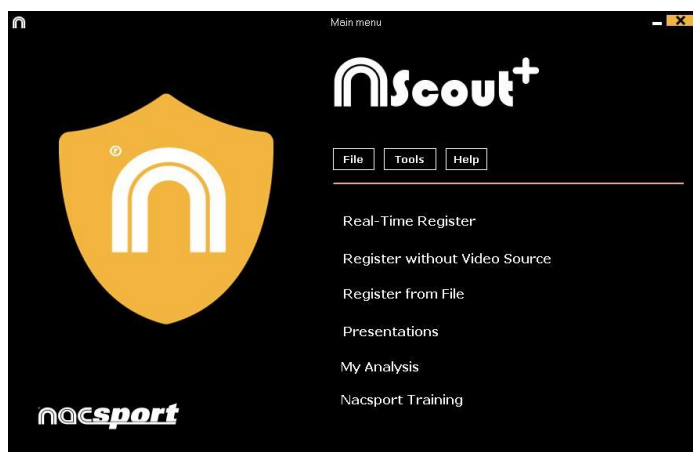 Main menu
Scout+
File Tools Help
Real-Time Register
Register without Video Source
Register from File
Presentations
My Analysis
Nacsport Training
®
nacsport